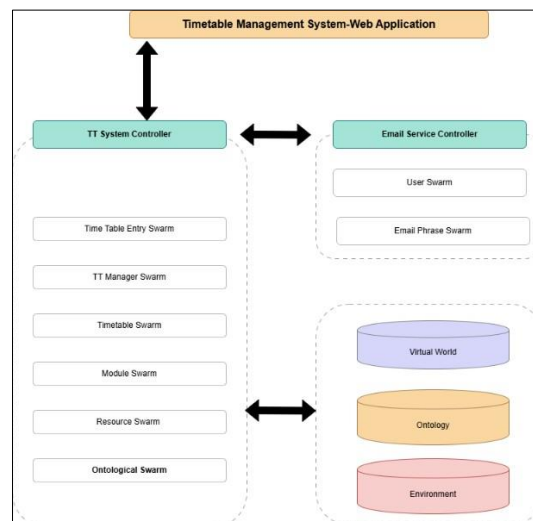 Timetable Management System-Web Application
TT System Controller
Email Service Controller
User Swarm
Email Phrase Swarm
Time Table Entry Swarm
TT Manager Swarm
Timetable Swarm
Module Swarm
Resource Swarm
Ontological Swarm
Virtual World
Ontology
Environment